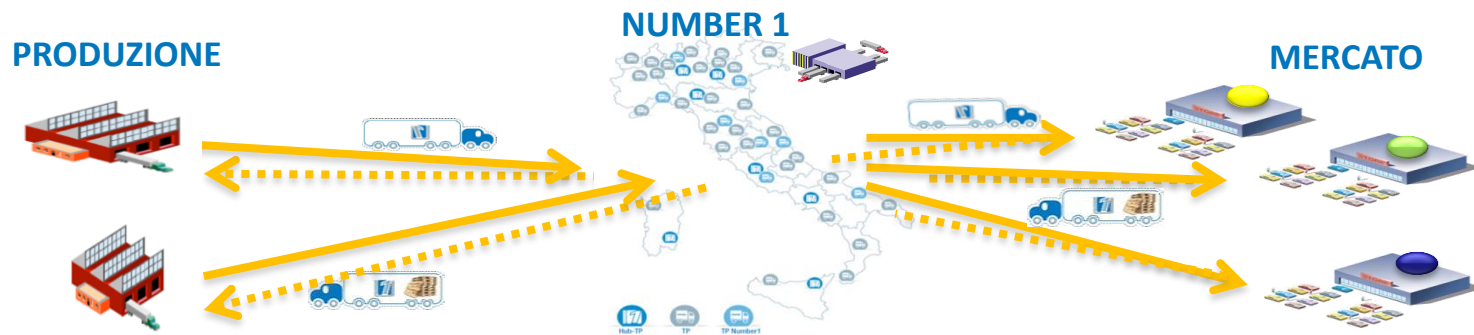 NUMBER 1
PRODUZIONE
MERCATO
Hub-TP
TP
TP Number1